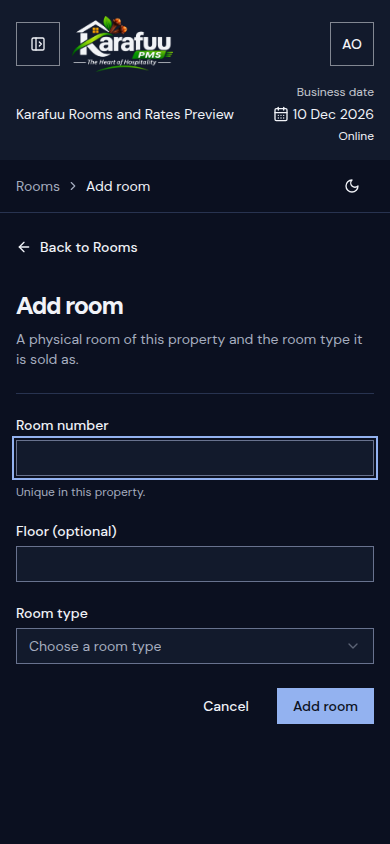 Karafuu
PMS
The Heart of Hospitality
AO
Business date
Karafuu Rooms and Rates Preview
10 Dec 2026
Online
Rooms > Add room
Back to Rooms
Add room
A physical room of this property and the room type it
is sold as.
Room number
Unique in this property.
Floor (optional)
Room type
Choose a room type
Cancel
Add room